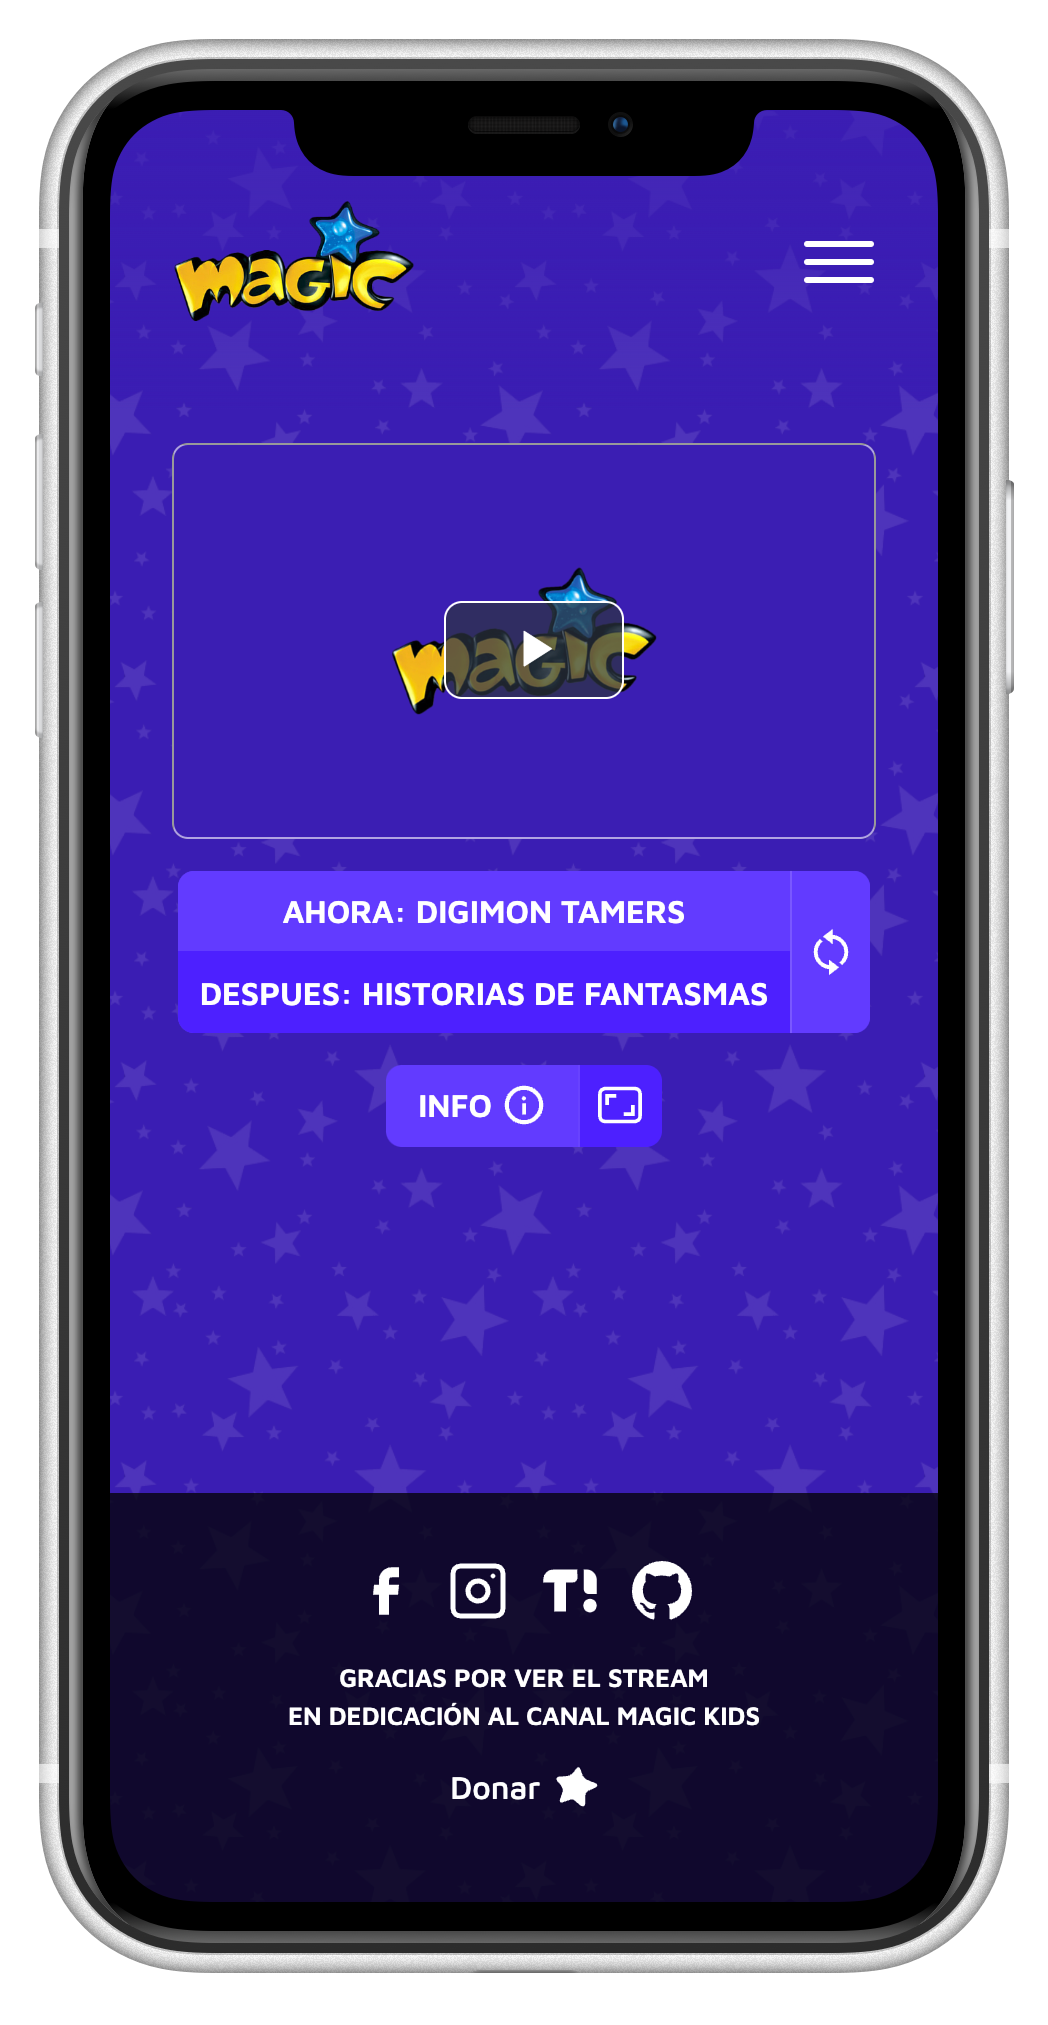 MAGIC
MAGIC
AHORA: DIGIMON TAMERS
DESPUES: HISTORIAS DE FANTASMAS
INFO
T!
GRACIAS POR VER EL STREAM
EN DEDICACIÓN AL CANAL MAGIC KIDS
Donar